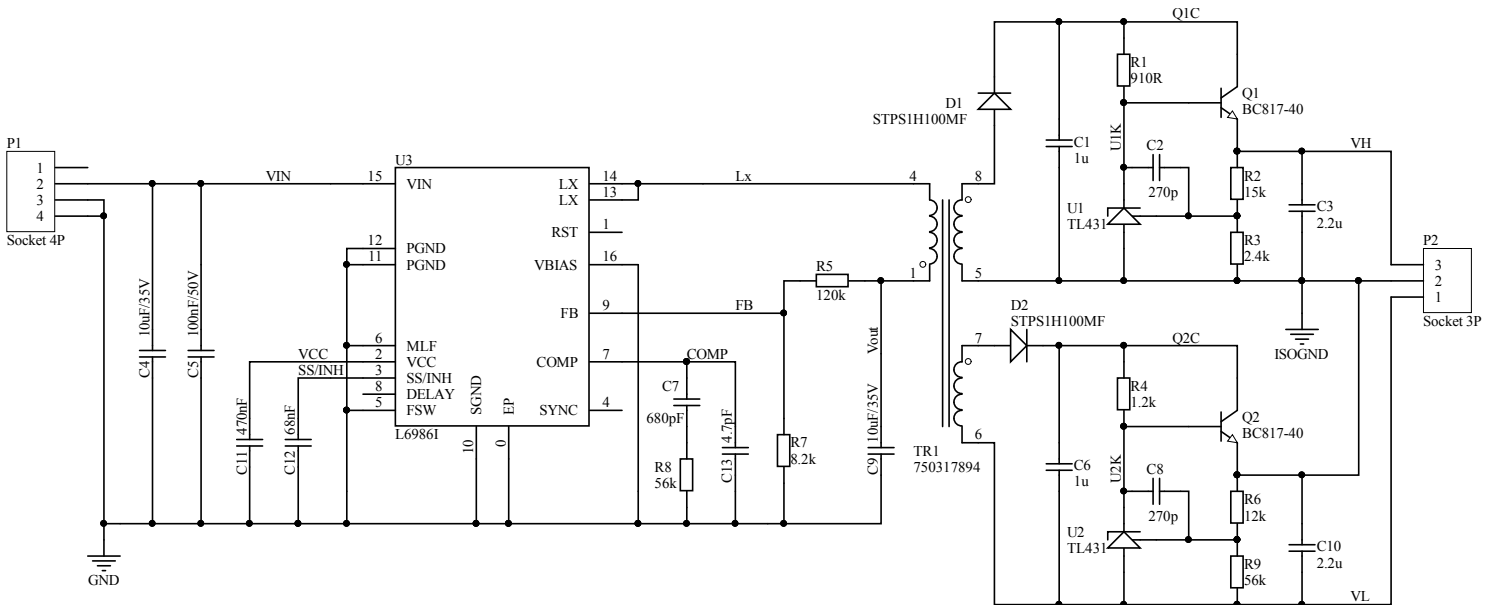 P1
1
2
3
4
Socket 4P
VIN
10uF/35V
C4
100nF/50V
C5
GND
U3
15
VIN
12
PGND
11
PGND
6
MLF
VCC
2
VCC
SS/INH
3
SS/INH
8
DELAY
5
FSW
L6986I
470nF
C11
68nF
C12
SGND
10
EP
0
LX
14
LX
13
RST
1
VBIAS
16
FB
9
COMP
7
SYNC
4
Lx
FB
COMP
C7
680pF
R8
56k
4.7pF
C13
R5
120k
R7
8.2k
Vout
10uF/35V
C9
4
1
8
5
7
6
TR1
750317894
D1
STPS1H100MF
C1
1u
Q1C
R1
910R
Q1
BC817-40
U1K
C2
270p
U1
TL431
R2
15k
R3
2.4k
VH
C3
2.2u
ISOGND
P2
3
2
1
Socket 3P
D2
STPS1H100MF
Q2C
C6
1u
R4
1.2k
Q2
BC817-40
U2K
C8
270p
U2
TL431
R6
12k
R9
56k
C10
2.2u
VL